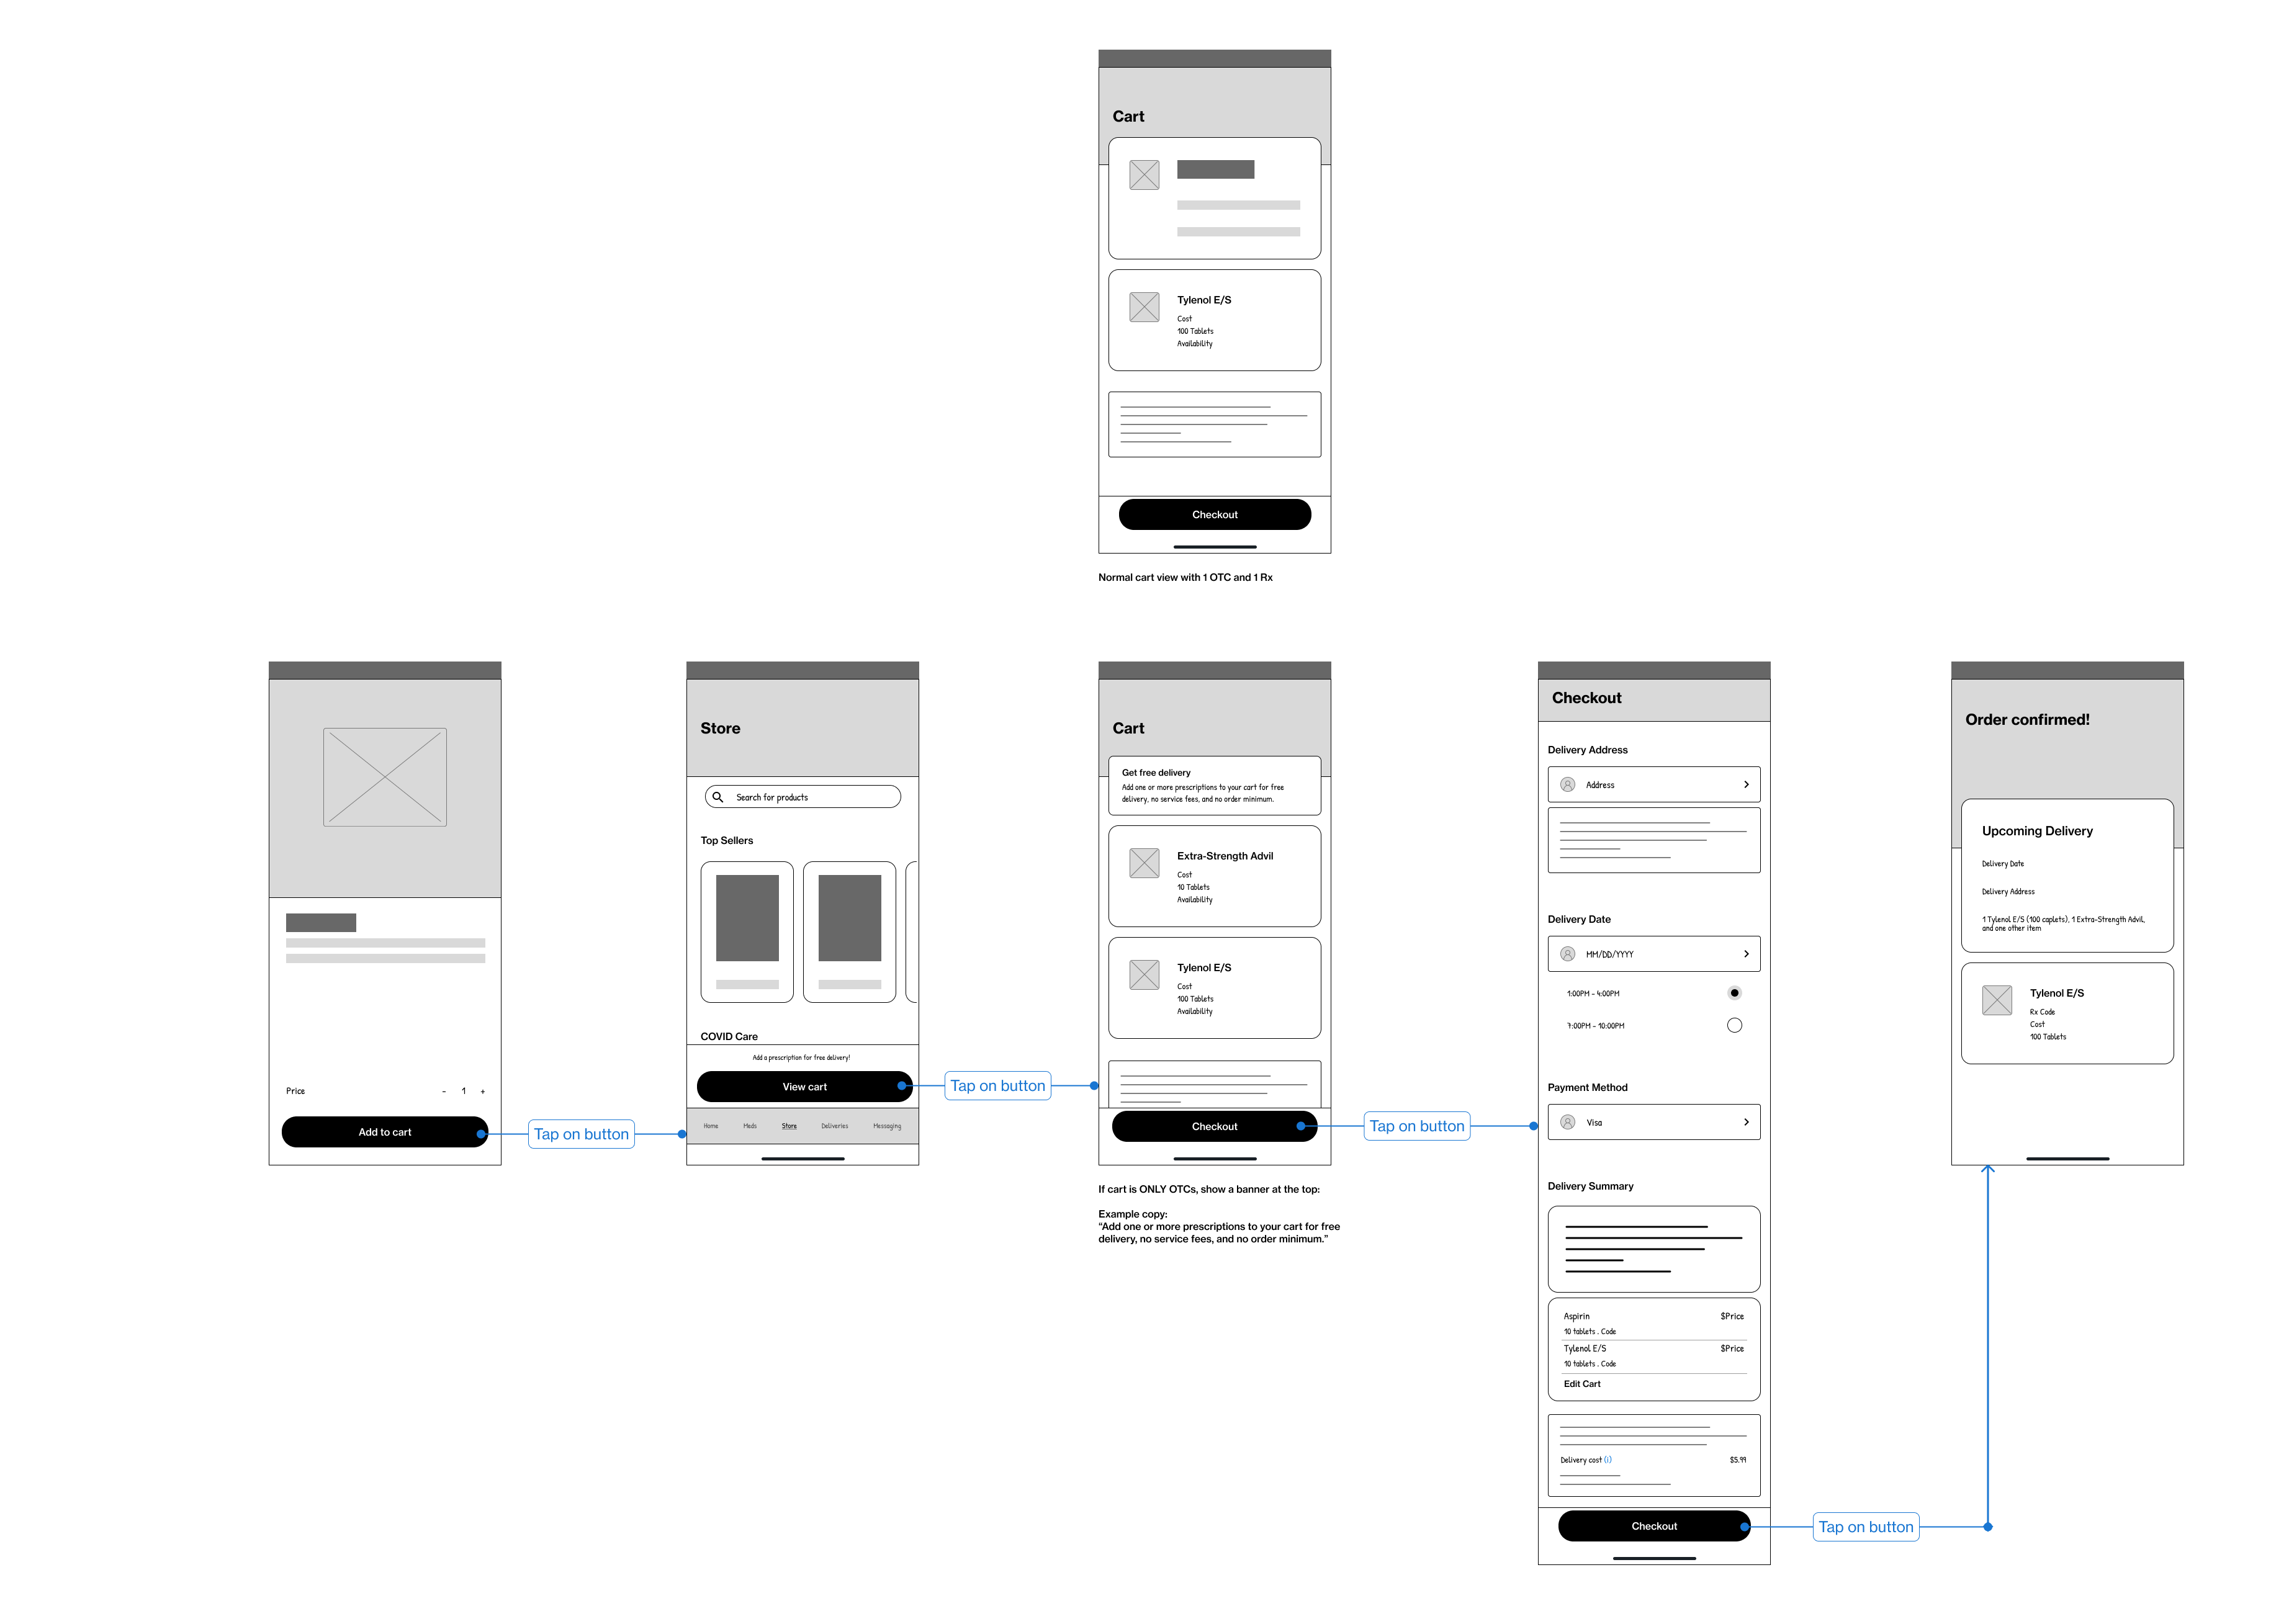 Cart
Tylenol E/S
Cost
100 Tablets
Availability
Checkout
Normal cart view with 1 OTC and 1 Rx
Price
- 1 +
Add to cart
Tap on button
Store
Search for products
Top Sellers
COVID Care
Add a prescription for free delivery!
View cart
Home Meds Store Deliveries Messaging
Tap on button
Cart
Get free delivery
Add one or more prescriptions to your cart for free
delivery, no service fees, and no order minimum.
Extra-Strength Advil
Cost
10 Tablets
Availability
Tylenol E/S
Cost
100 Tablets
Availability
Checkout
If cart is ONLY OTCs, show a banner at the top:
Example copy:
“Add one or more prescriptions to your cart for free
delivery, no service fees, and no order minimum.”
Tap on button
Checkout
Delivery Address
Address
Delivery Date
MM/DD/YYYY
1:00PM - 4:00PM
7:00PM - 10:00PM
Payment Method
Visa
Delivery Summary
Aspirin $Price
10 tablets . Code
Tylenol E/S $Price
10 tablets . Code
Edit Cart
Delivery cost (i) $5.99
Checkout
Tap on button
Order confirmed!
Upcoming Delivery
Delivery Date
Delivery Address
1 Tylenol E/S (100 caplets), 1 Extra-Strength Advil,
and one other item
Tylenol E/S
Rx Code
Cost
100 Tablets